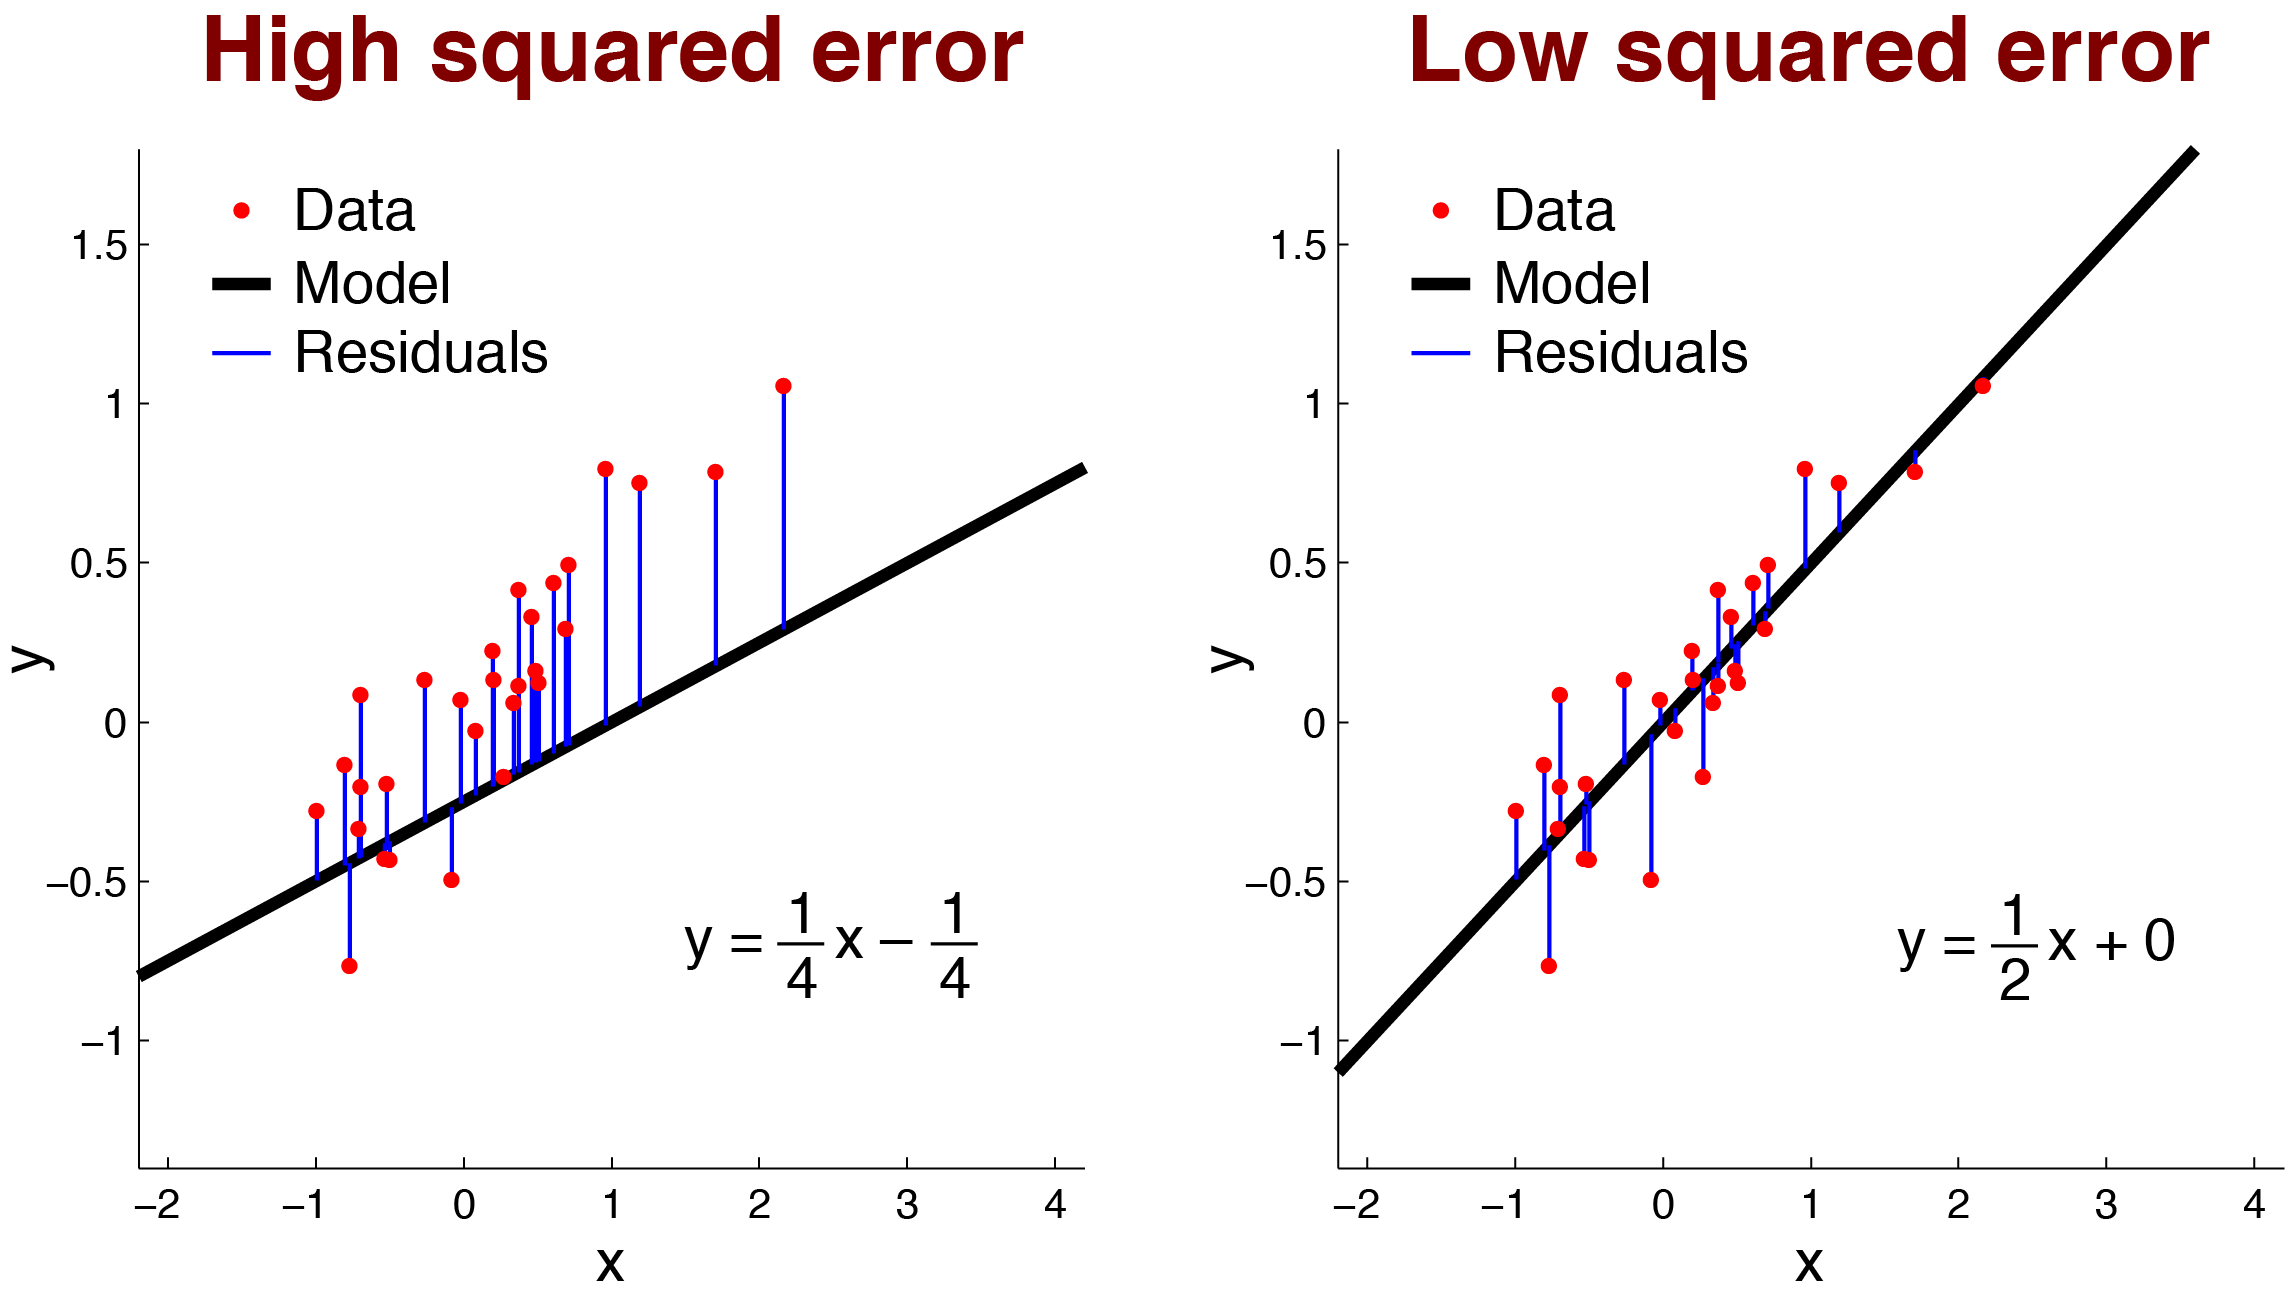 High squared error
Data
Model
Residuals
1.5
1
0.5
0
−0.5
−1
y
y = 1/4 x − 1/4
−2 −1 0 1 2 3 4
x
Low squared error
Data
Model
Residuals
1.5
1
0.5
0
−0.5
−1
y
y = 1/2 x + 0
−2 −1 0 1 2 3 4
x